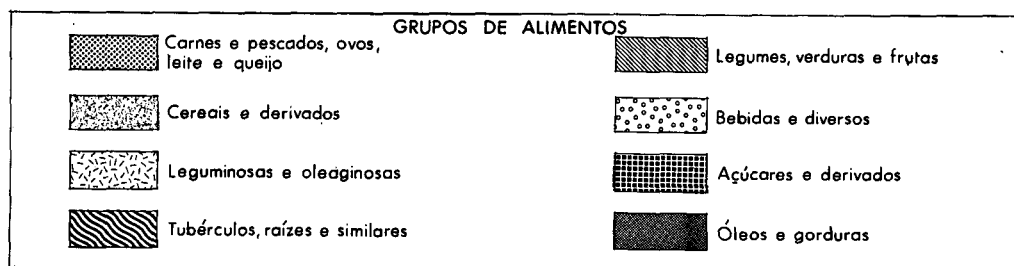 GRUPOS DE ALIMENTOS
Carnes e pescados, ovos,
leite e queijo
Cereais e derivados
Leguminosas e oleaginosas
Tubérculos, raízes e similares
Legumes, verduras e frutas
Bebidas e diversos
Açúcares e derivados
Óleos e gorduras